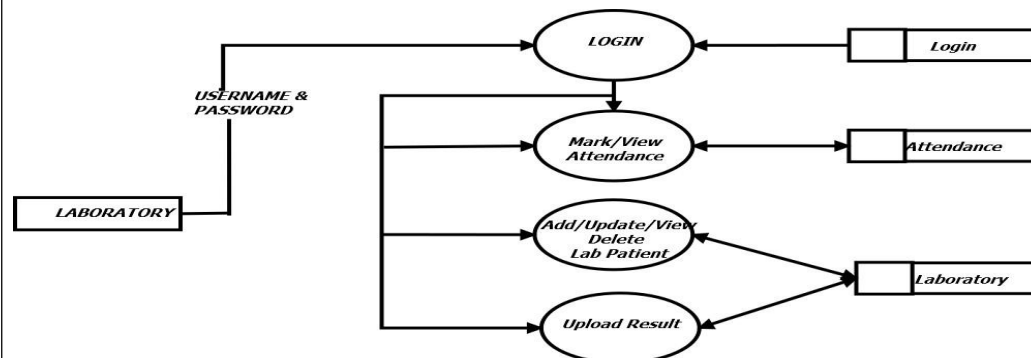 LOGIN
Login
USERNAME &
PASSWORD
Mark/View
Attendance
Attendance
LABORATORY
Add/Update/View
Delete
Lab Patient
Laboratory
Upload Result